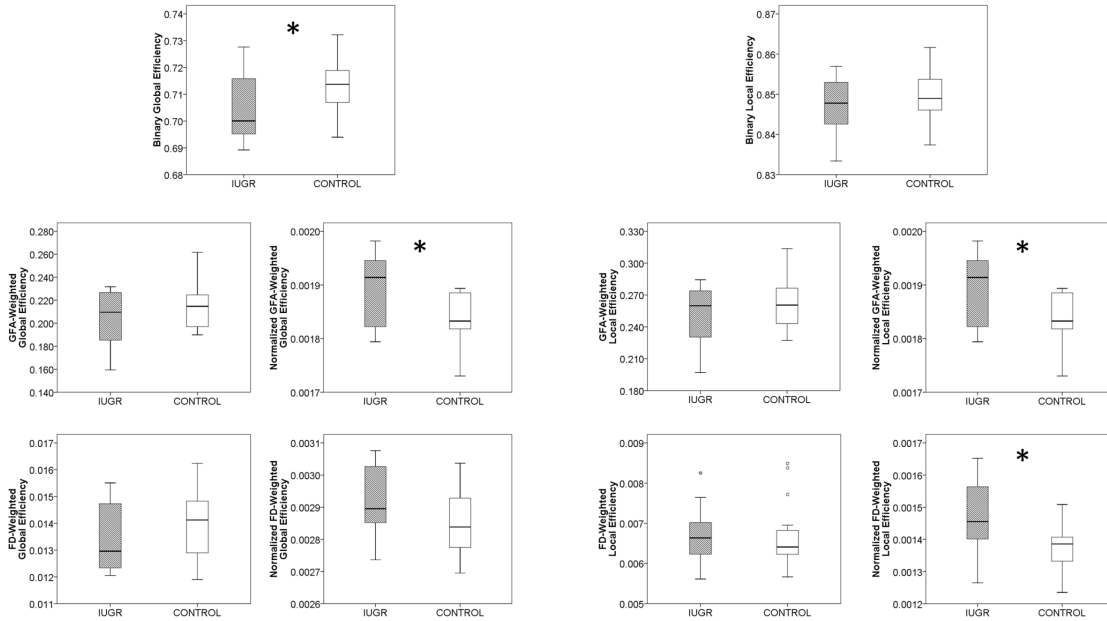 Binary Global Efficiency
0.74
0.73
0.72
0.71
0.70
0.69
0.68
*
IUGR CONTROL
Binary Local Efficiency
0.87
0.86
0.85
0.84
0.83
IUGR CONTROL
GFA-Weighted
Global Efficiency
0.280
0.260
0.240
0.220
0.200
0.180
0.160
0.140
IUGR CONTROL
Normalized GFA-Weighted
Global Efficiency
0.0020
0.0019
0.0018
0.0017
*
IUGR CONTROL
GFA-Weighted
Local Efficiency
0.330
0.300
0.270
0.240
0.210
0.180
IUGR CONTROL
Normalized GFA-Weighted
Local Efficiency
0.0020
0.0019
0.0018
0.0017
*
IUGR CONTROL
FD-Weighted
Global Efficiency
0.017
0.016
0.015
0.014
0.013
0.012
0.011
IUGR CONTROL
Normalized FD-Weighted
Global Efficiency
0.0031
0.0030
0.0029
0.0028
0.0027
0.0026
IUGR CONTROL
FD-Weighted
Local Efficiency
0.009
0.008
0.007
0.006
0.005
IUGR CONTROL
Normalized FD-Weighted
Local Efficiency
0.0017
0.0016
0.0015
0.0014
0.0013
0.0012
*
IUGR CONTROL